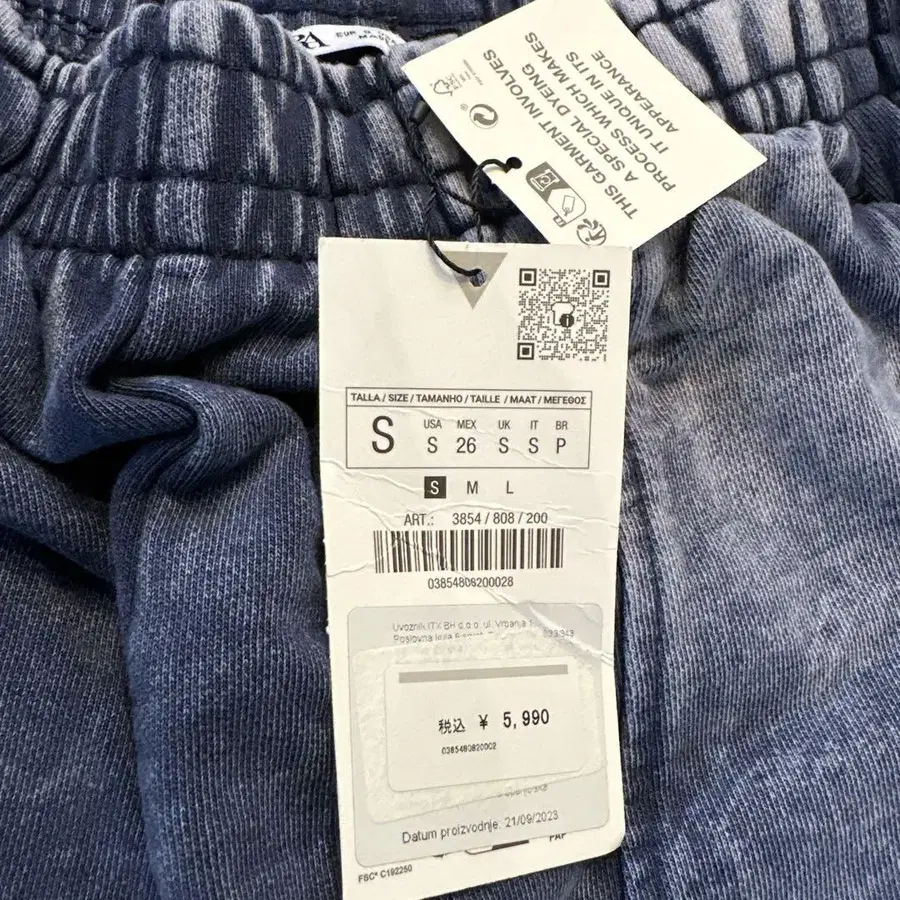 THIS GARMENT INVOLVES
A SPECIAL DYEING
PROCESS WHICH MAKES
IT UNIQUE IN ITS
APPEARANCE
TALLA / SIZE / TAMANHO / TAILLE / MAAT / ΜΕΓΕΘΟΣ
S
USA MEX UK IT BR
S 26 S S P
S M L
ART.: 3854 / 808 / 200
03854808200028
Uvoznik ITX BH d.o.o. ul. Vrbanja
税込 ¥ 5,990
0385480820002
Datum proizvodnje: 21/09/2023
PAP
FSC® C192250